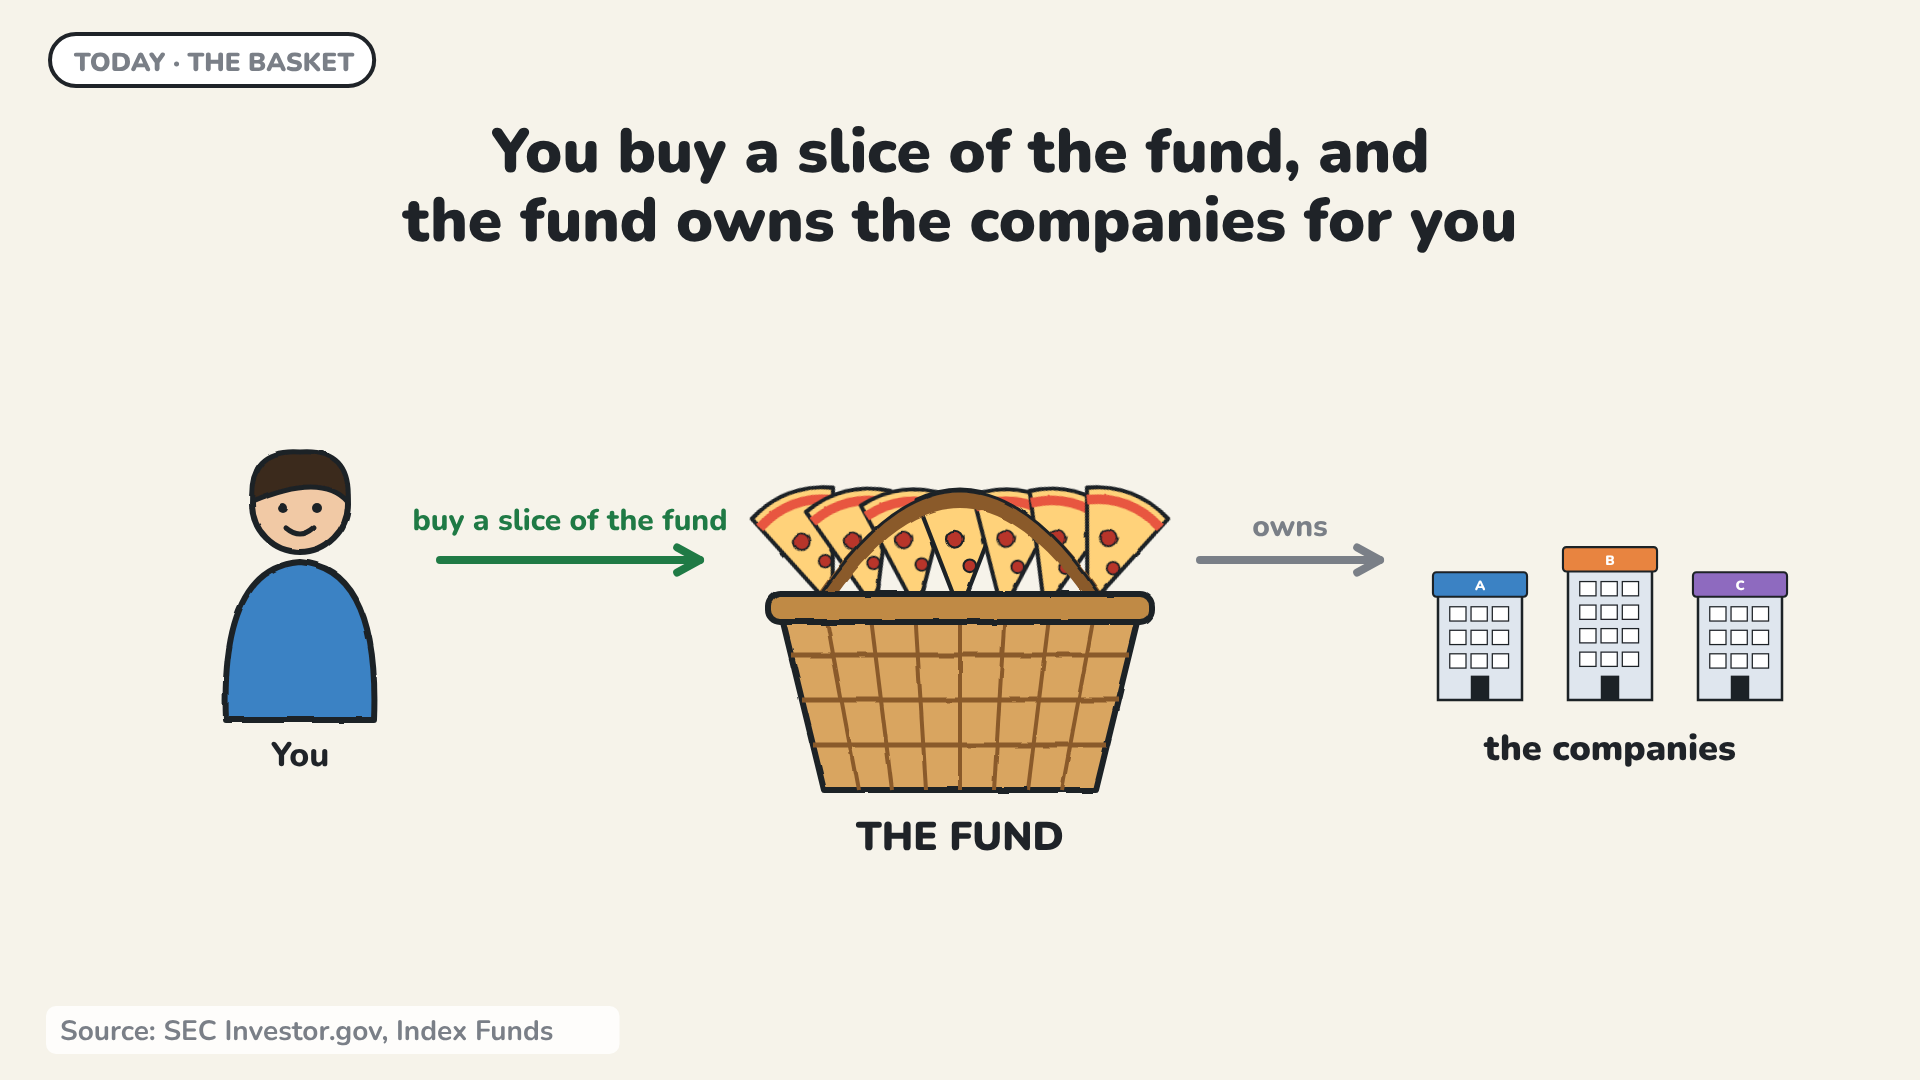 TODAY · THE BASKET
You buy a slice of the fund, and
the fund owns the companies for you
buy a slice of the fund
owns
A
B
C
You
the companies
THE FUND
Source: SEC Investor.gov, Index Funds